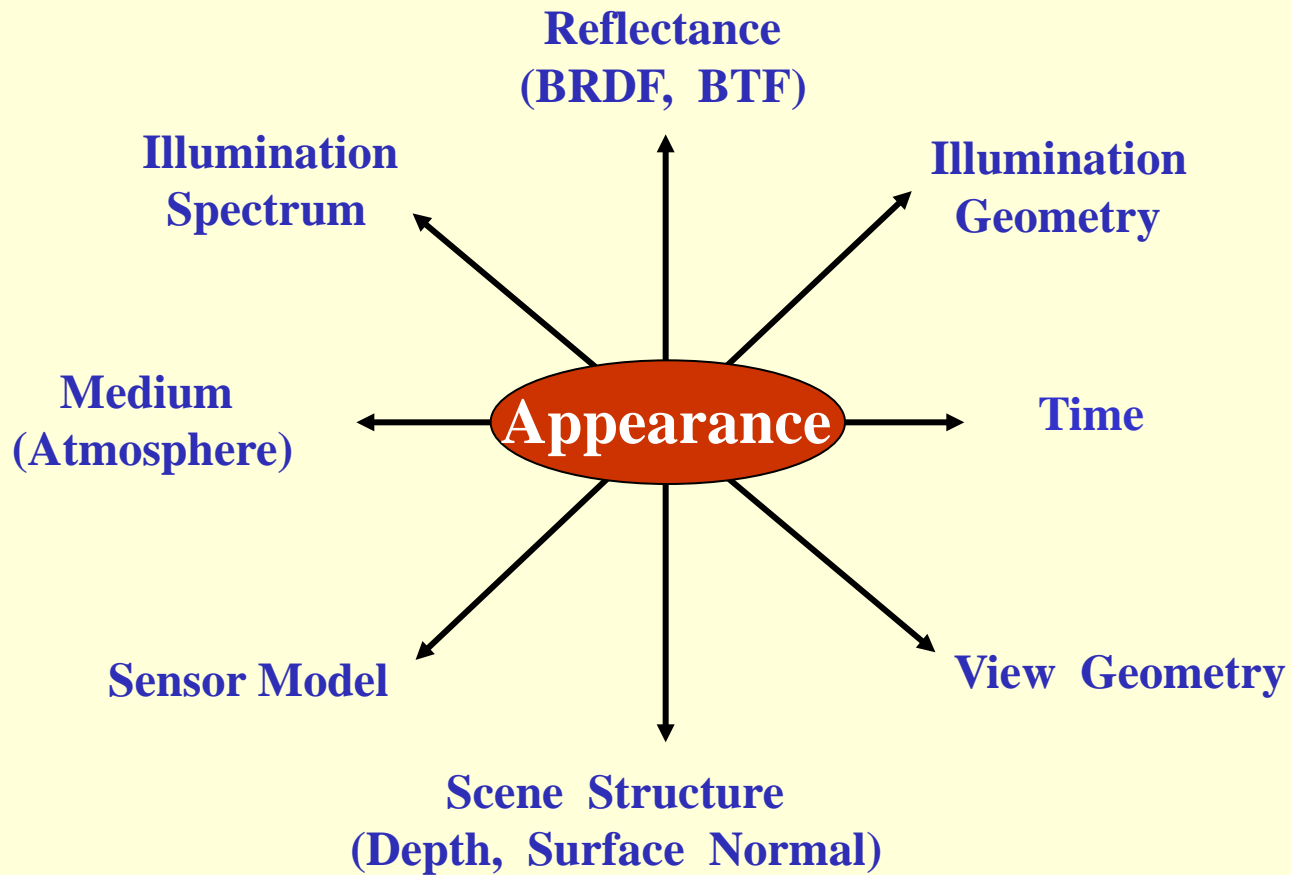 Reflectance
(BRDF, BTF)
Illumination
Spectrum
Illumination
Geometry
Medium
(Atmosphere)
Appearance
Time
Sensor Model
View Geometry
Scene Structure
(Depth, Surface Normal)